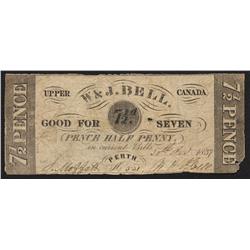 7½ PENCE
W & J. BELL.
UPPER CANADA
7½ᵈ
GOOD FOR SEVEN
(PENCE HALF PENNY,)
in current Bills
PERTH
1837
7½ PENCE